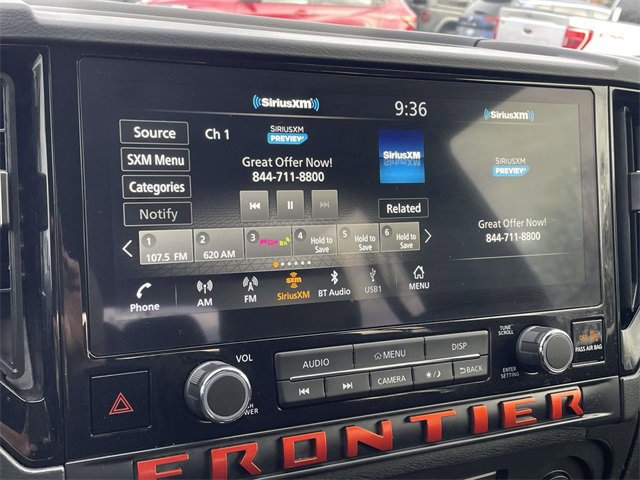 SiriusXM
9:36
SiriusXM
Source
Ch 1
SIRIUSXM
PREVIEW
SXM Menu
Great Offer Now!
844-711-8800
SiriusXM
SIRIUSXM
PREVIEW
Categories
Notify
Related
Great Offer Now!
844-711-8800
1
107.5 FM
2
620 AM
3
4
Hold to
Save
5
Hold to
Save
6
Hold to
Save
Phone
AM
FM
sxm
SiriusXM
BT Audio
USB1
MENU
VOL
AUDIO
MENU
DISP
CAMERA
BACK
TUNE
SCROLL
ENTER
SETTING
PASS AIR BAG
PUSH
POWER
FRONTIER